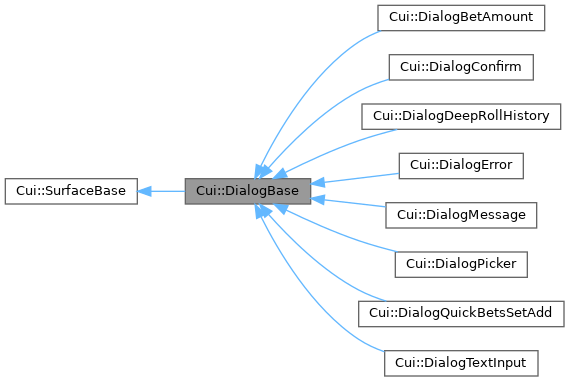 Cui::DialogBetAmount
Cui::DialogConfirm
Cui::DialogDeepRollHistory
Cui::DialogError
Cui::SurfaceBase
Cui::DialogBase
Cui::DialogMessage
Cui::DialogPicker
Cui::DialogQuickBetsSetAdd
Cui::DialogTextInput